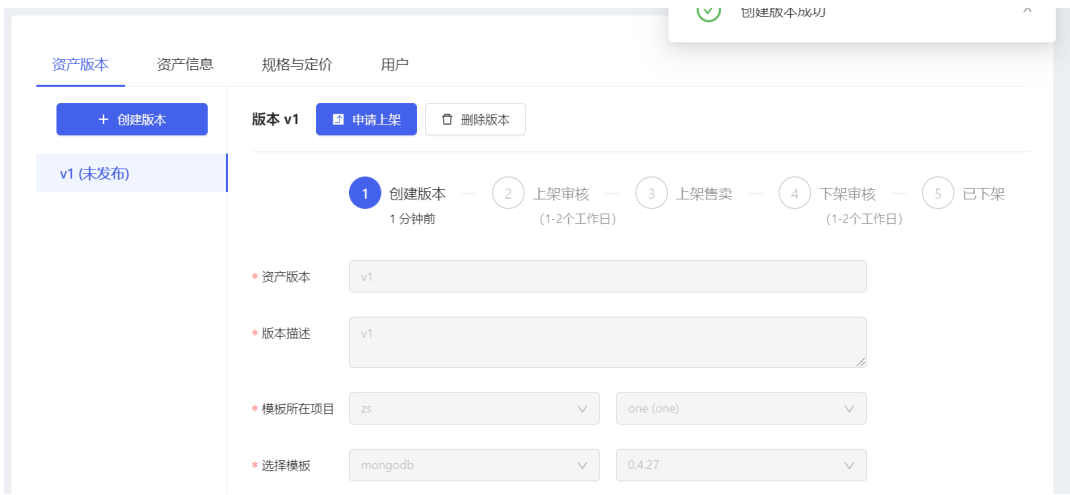 创建版本成功
资产版本 资产信息 规格与定价 用户
+ 创建版本 版本 v1 申请上架 删除版本
v1 (未发布)
1 创建版本 2 上架审核 3 上架售卖 4 下架审核 5 已下架
1 分钟前 (1-2个工作日) (1-2个工作日)
* 资产版本 v1
* 版本描述 v1
* 模板所在项目 zs one (one)
* 选择模板 mongodb 0.4.27